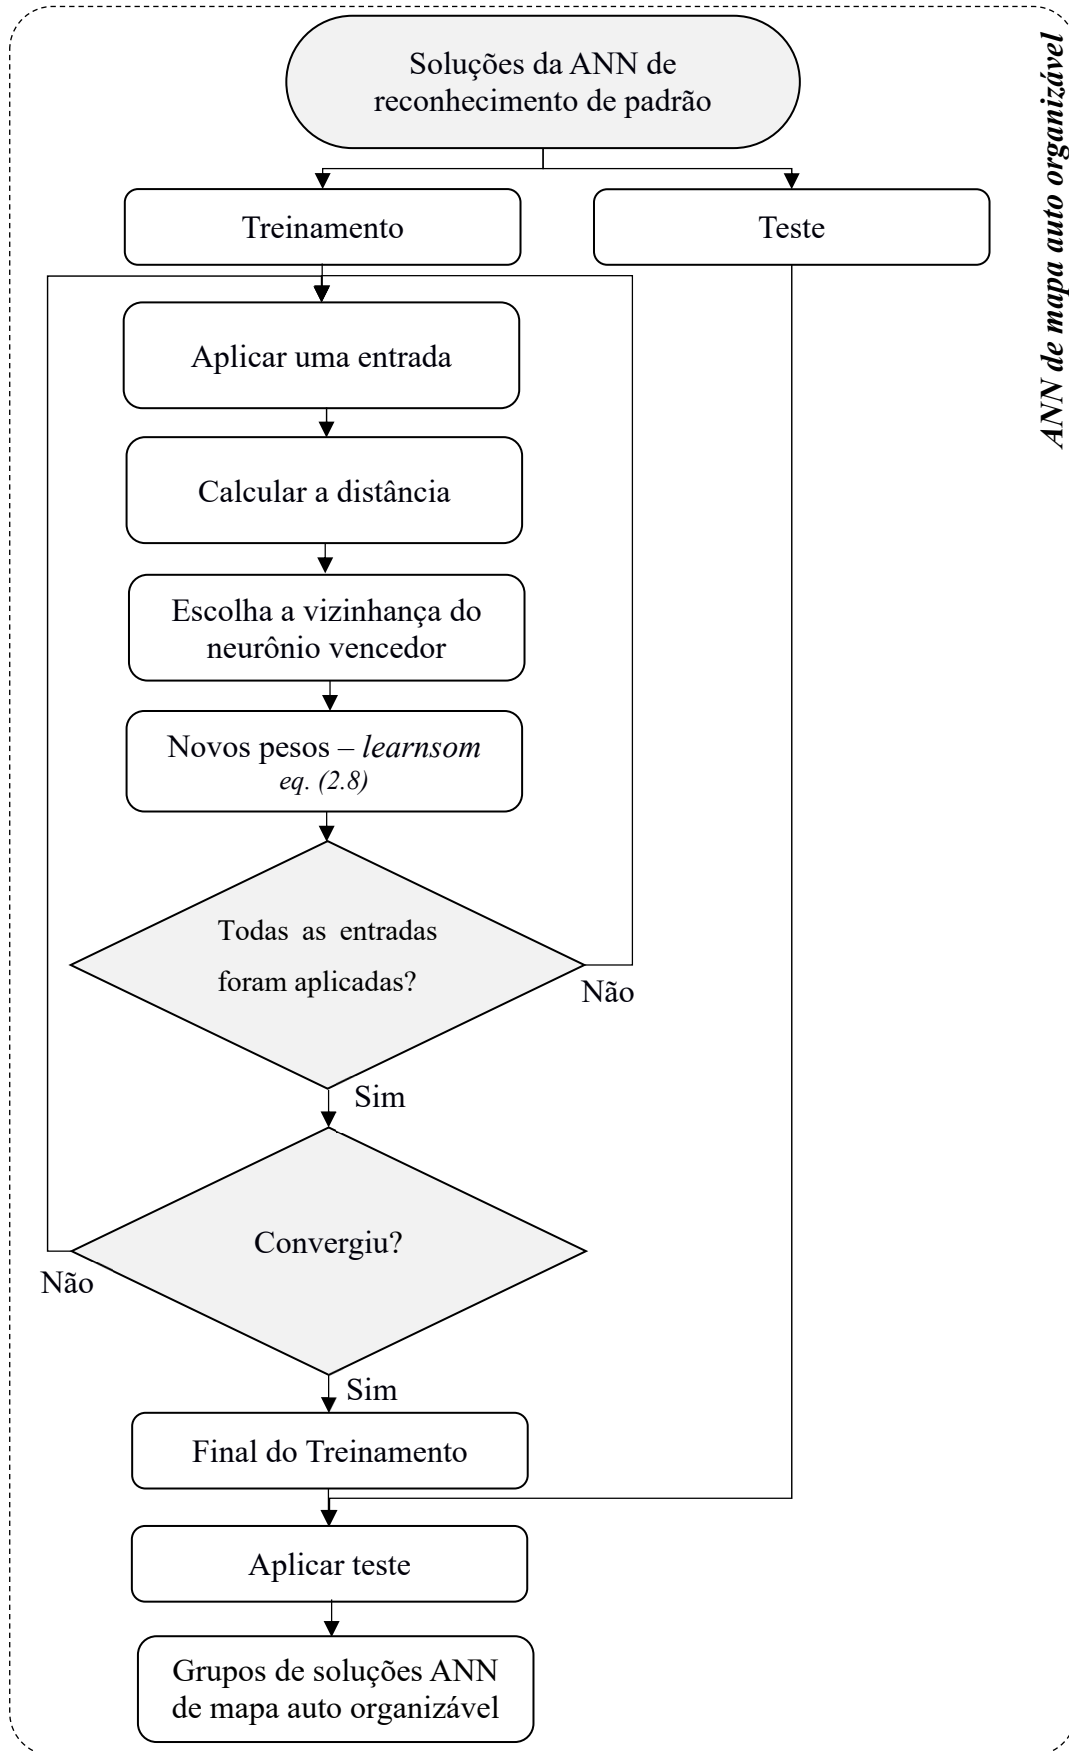 Soluções da ANN de
reconhecimento de padrão
ANN de mapa auto organizável
Treinamento
Teste
Aplicar uma entrada
Calcular a distância
Escolha a vizinhança do
neurônio vencedor
Novos pesos – learnsom
eq. (2.8)
Todas as entradas
foram aplicadas?
Não
Sim
Convergiu?
Não
Sim
Final do Treinamento
Aplicar teste
Grupos de soluções ANN
de mapa auto organizável